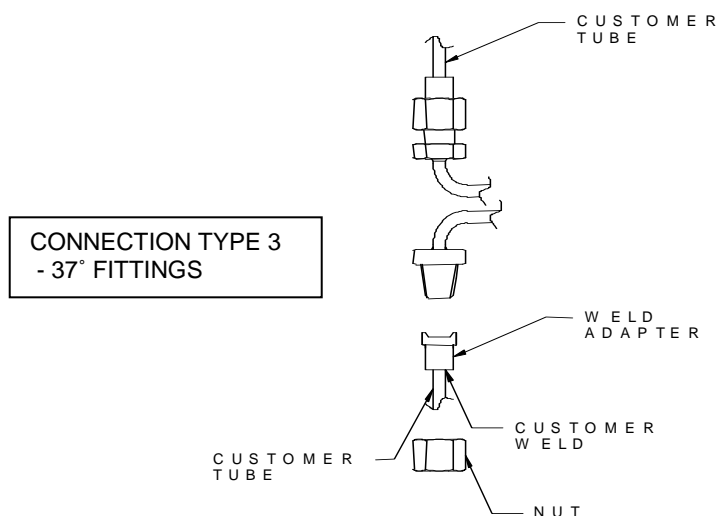 CUSTOMER
TUBE
CONNECTION TYPE 3
- 37° FITTINGS
WELD
ADAPTER
CUSTOMER
WELD
CUSTOMER
TUBE
NUT